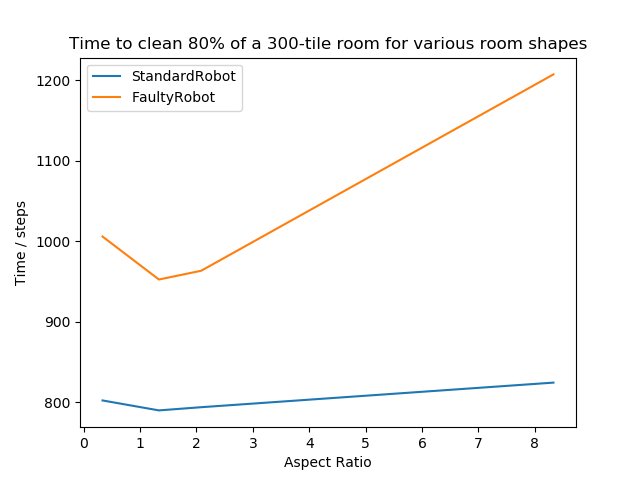 Time to clean 80% of a 300-tile room for various room shapes
StandardRobot
FaultyRobot
1200
1100
1000
900
800
Time / steps
0 1 2 3 4 5 6 7 8
Aspect Ratio